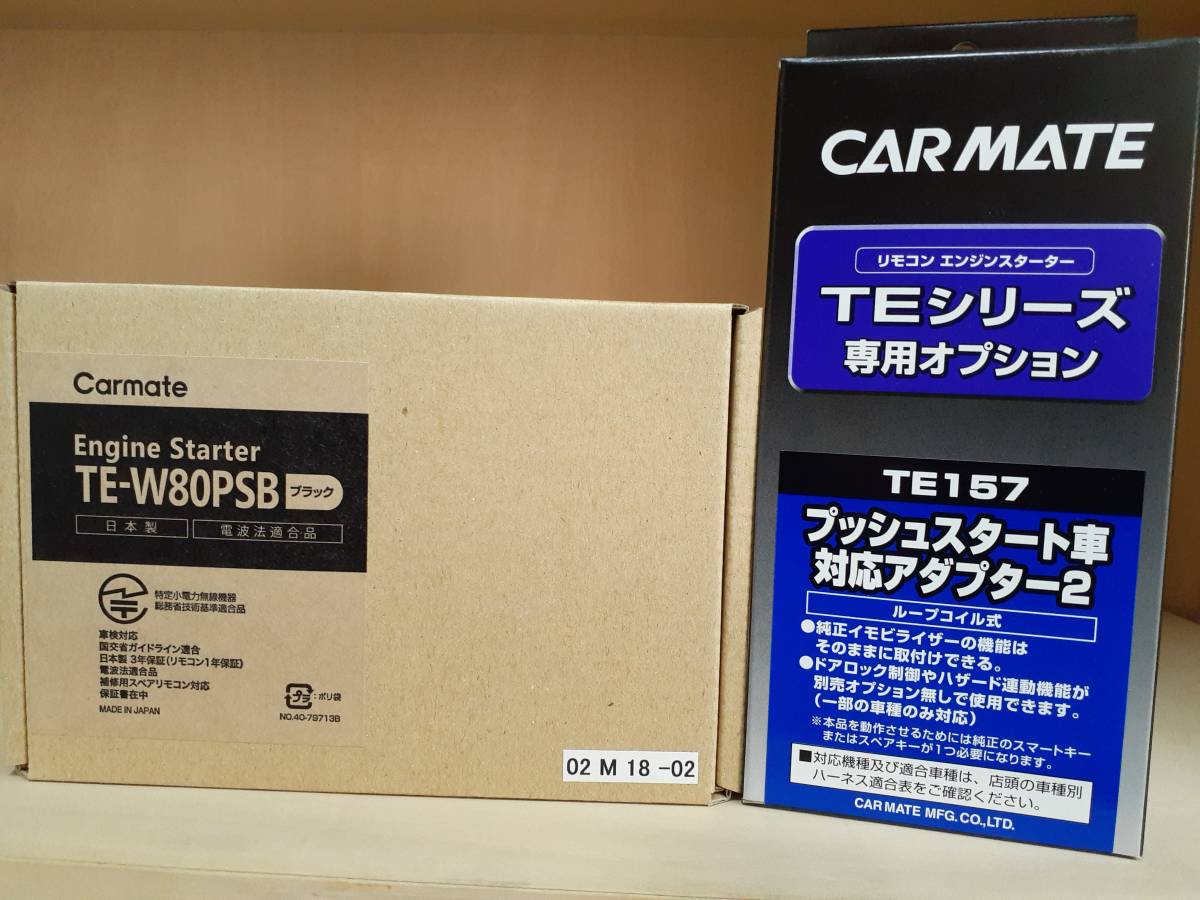 Carmate
Engine Starter
TE-W80PSB ブラック
日本製 電波法適合品
特定小電力無線機器
総務省技術基準適合品
車検対応
国交省ガイドライン適合
日本製 3年保証(リモコン1年保証)
電波法適合品
補修用スペアリモコン対応
保証書在中
MADE IN JAPAN
プラ :ポリ袋
NO.40-79713B
02 M 18 -02
CARMATE
リモコン エンジンスターター
TEシリーズ
専用オプション
TE157
プッシュスタート車
対応アダプター2
ループコイル式
●純正イモビライザーの機能は
そのままに取付けできる。
●ドアロック制御やハザード連動機能が
別売オプション無しで使用できます。
(一部の車種のみ対応)
※本品を動作させるためには純正のスマートキー
またはスペアキーが1つ必要になります。
■対応機種及び適合車種は、店頭の車種別
ハーネス適合表をご確認ください。
CAR MATE MFG. CO.,LTD.